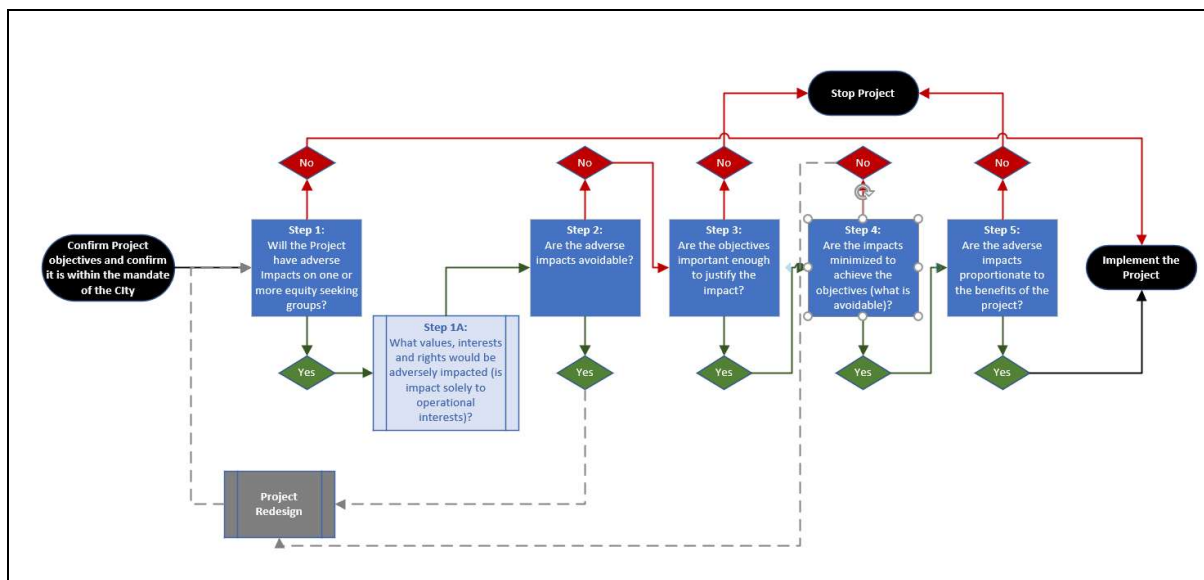 Stop Project
No
No
No
No
No
Confirm Project
objectives and confirm
it is within the mandate
of the CIty
Step 1:
Will the Project
have adverse
Impacts on one or
more equity seeking
groups?
Step 2:
Are the adverse
impacts avoidable?
Step 3:
Are the objectives
important enough
to justify the
impact?
Step 4:
Are the impacts
minimized to
achieve the
objectives (what is
avoidable)?
Step 5:
Are the adverse
impacts
proportionate to
the benefits of the
project?
Implement the
Project
Step 1A:
What values, interests
and rights would be
adversely impacted (is
impact solely to
operational
interests)?
Yes
Yes
Yes
Yes
Yes
Project
Redesign